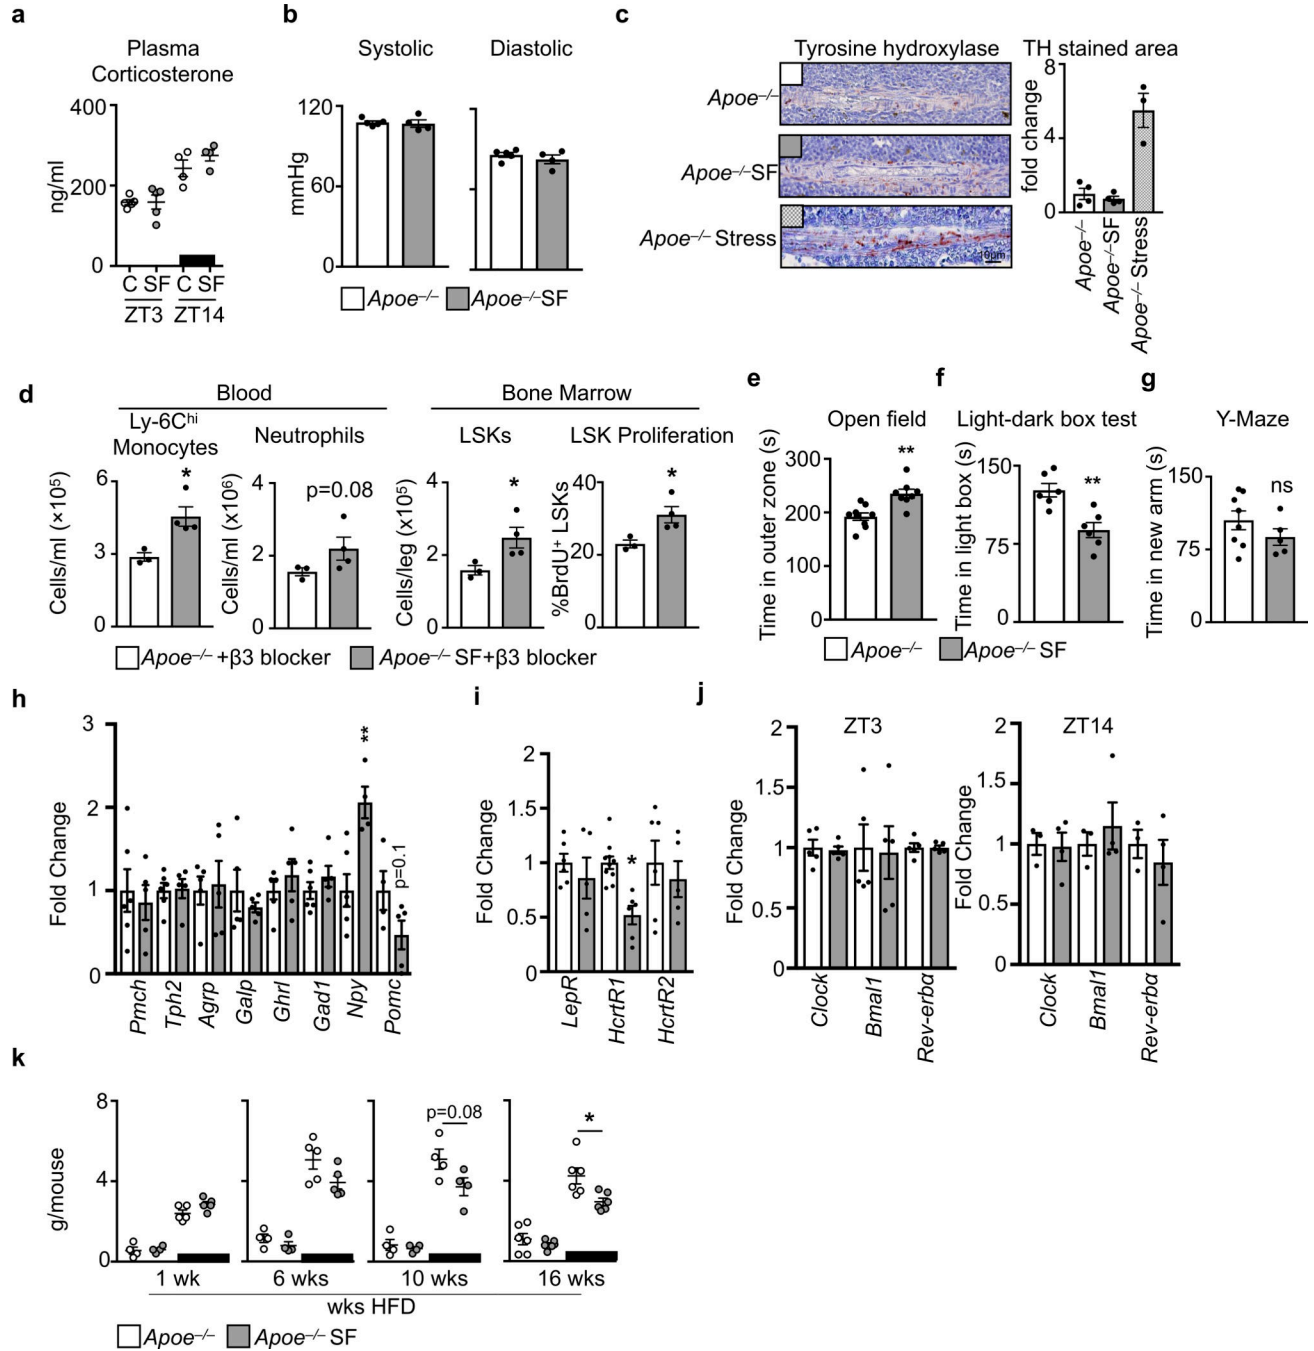 a
Plasma
Corticosterone
ng/ml
400
200
0
C SF C SF
ZT3 ZT14
b
Systolic
Diastolic
mmHg
120
60
0
Apoe–/–
Apoe–/–SF
c
Tyrosine hydroxylase
Apoe–/–
Apoe–/–SF
Apoe–/– Stress
10µm
TH stained area
fold change
8
4
0
Apoe–/–
Apoe–/–SF
Apoe–/– Stress
d
Blood
Bone Marrow
Ly-6Chi
Monocytes
Cells/ml (×10⁵)
6
3
0
*
Neutrophils
Cells/ml (x10⁶)
4
2
0
p=0.08
LSKs
Cells/leg (x10⁵)
4
2
0
*
LSK Proliferation
%BrdU⁺ LSKs
40
20
0
*
Apoe–/– +β3 blocker
Apoe–/– SF+β3 blocker
e
Open field
Time in outer zone (s)
300
200
100
0
**
f
Light-dark box test
Time in light box (s)
150
75
0
**
g
Y-Maze
Time in new arm (s)
150
75
0
ns
Apoe–/–
Apoe–/– SF
h
Fold Change
3
2
1
0
**
p=0.1
Pmch
Tph2
Agrp
Galp
Ghrl
Gad1
Npy
Pomc
i
Fold Change
2
1.5
1
0.5
0
*
LepR
HcrtR1
HcrtR2
j
ZT3
Fold Change
2
1.5
1
0.5
0
Clock
Bmal1
Rev-erbα
ZT14
Fold Change
2
1.5
1
0.5
0
Clock
Bmal1
Rev-erbα
k
g/mouse
8
4
0
p=0.08
*
1 wk
6 wks
10 wks
16 wks
wks HFD
Apoe–/–
Apoe–/– SF